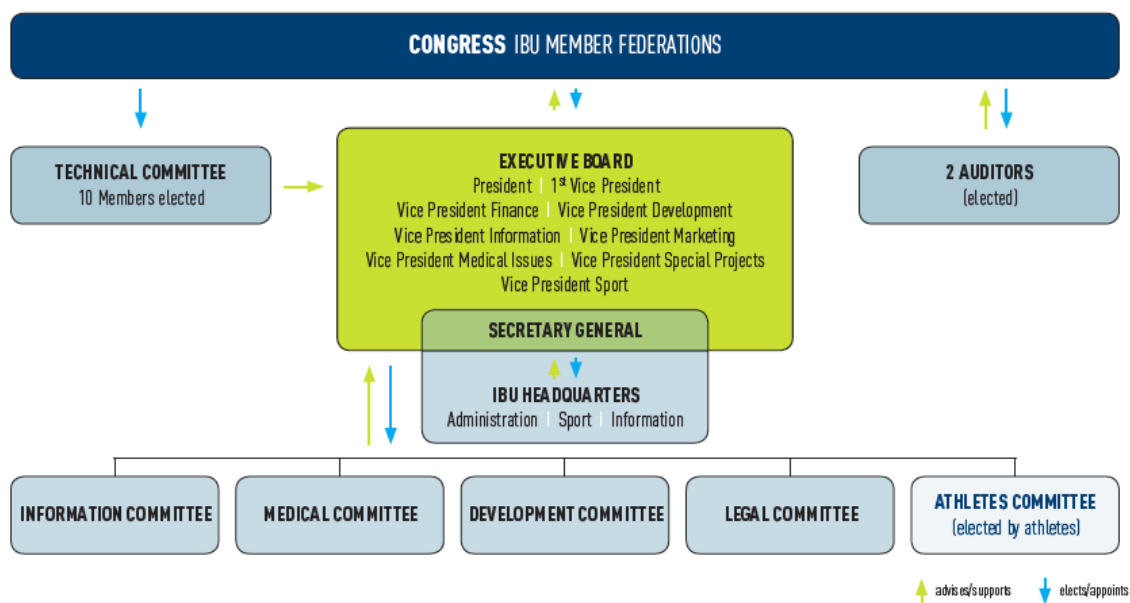 CONGRESS IBU MEMBER FEDERATIONS
TECHNICAL COMMITTEE
10 Members elected
EXECUTIVE BOARD
President | 1st Vice President
Vice President Finance | Vice President Development
Vice President Information | Vice President Marketing
Vice President Medical Issues | Vice President Special Projects
Vice President Sport
2 AUDITORS
(elected)
SECRETARY GENERAL
IBU HEADQUARTERS
Administration | Sport | Information
INFORMATION COMMITTEE
MEDICAL COMMITTEE
DEVELOPMENT COMMITTEE
LEGAL COMMITTEE
ATHLETES COMMITTEE
(elected by athletes)
advises/supports
elects/appoints